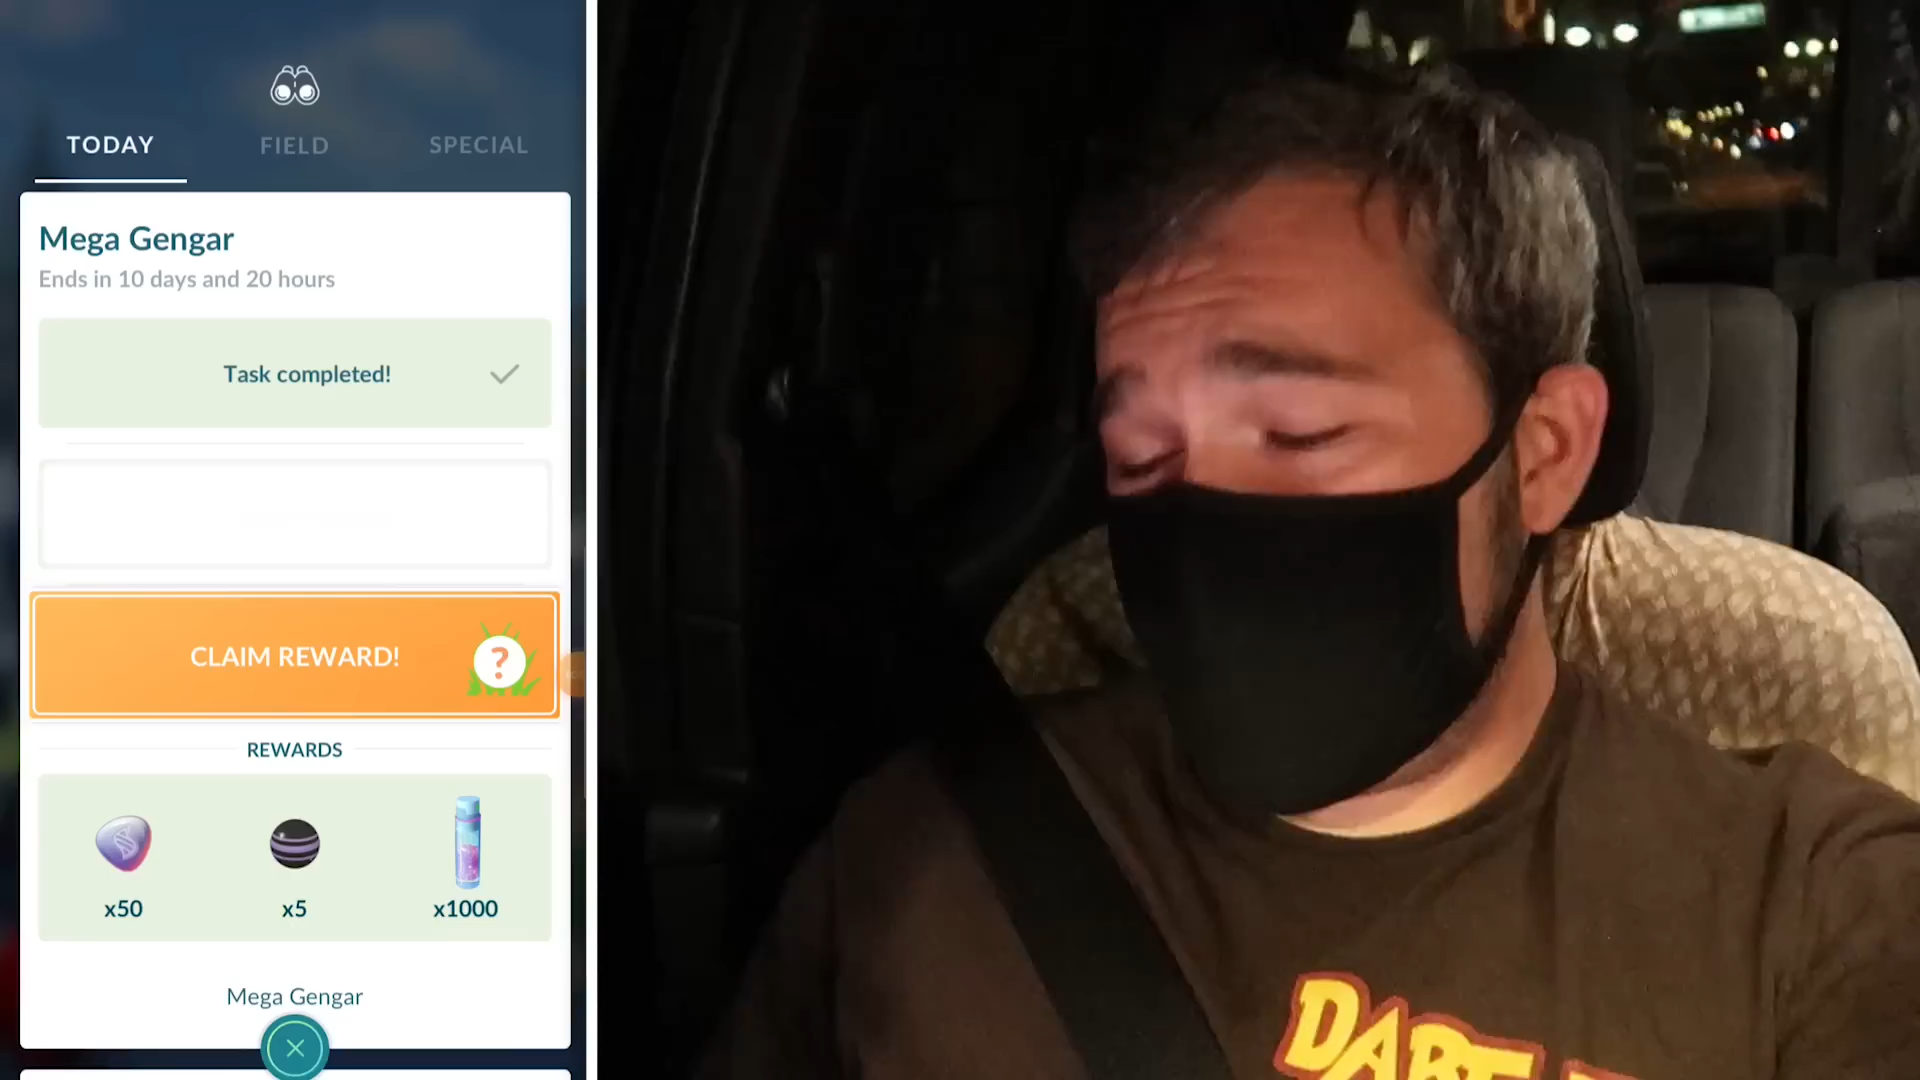 TODAY
FIELD
SPECIAL
Mega Gengar
Ends in 10 days and 20 hours
Task completed!
CLAIM REWARD!
?
REWARDS
x50
x5
x1000
Mega Gengar